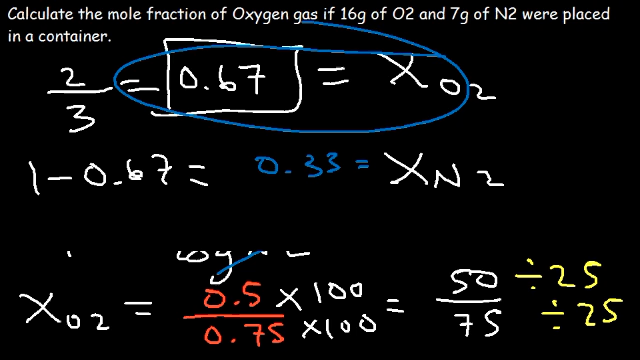 Calculate the mole fraction of Oxygen gas if 16g of O2 and 7g of N2 were placed
in a container.
2/3 = 0.67 = XO2
1 - 0.67 = 0.33 = XN2
XO2 = 0.5 x100 / 0.75 x100 = 50 ÷25 / 75 ÷25